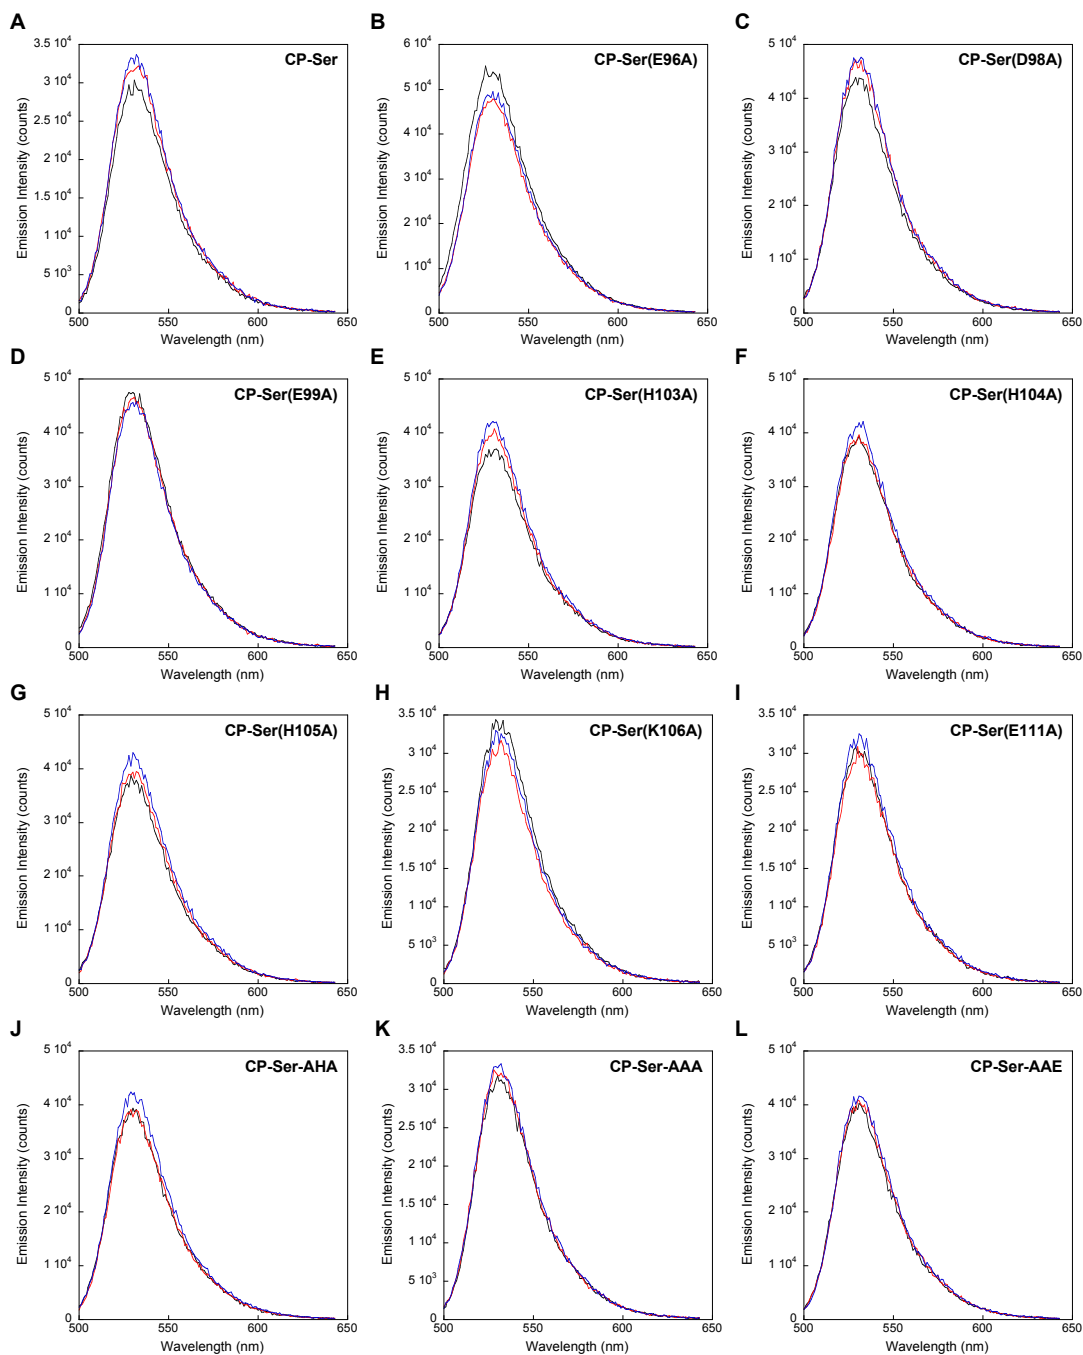 A
CP-Ser
Emission Intensity (counts)
3.5 10⁴
3 10⁴
2.5 10⁴
2 10⁴
1.5 10⁴
1 10⁴
5 10³
0
500 550 600 650
Wavelength (nm)
B
CP-Ser(E96A)
Emission Intensity (counts)
6 10⁴
5 10⁴
4 10⁴
3 10⁴
2 10⁴
1 10⁴
0
500 550 600 650
Wavelength (nm)
C
CP-Ser(D98A)
Emission Intensity (counts)
5 10⁴
4 10⁴
3 10⁴
2 10⁴
1 10⁴
0
500 550 600 650
Wavelength (nm)
D
CP-Ser(E99A)
Emission Intensity (counts)
5 10⁴
4 10⁴
3 10⁴
2 10⁴
1 10⁴
0
500 550 600 650
Wavelength (nm)
E
CP-Ser(H103A)
Emission Intensity (counts)
5 10⁴
4 10⁴
3 10⁴
2 10⁴
1 10⁴
0
500 550 600 650
Wavelength (nm)
F
CP-Ser(H104A)
Emission Intensity (counts)
5 10⁴
4 10⁴
3 10⁴
2 10⁴
1 10⁴
0
500 550 600 650
Wavelength (nm)
G
CP-Ser(H105A)
Emission Intensity (counts)
5 10⁴
4 10⁴
3 10⁴
2 10⁴
1 10⁴
0
500 550 600 650
Wavelength (nm)
H
CP-Ser(K106A)
Emission Intensity (counts)
3.5 10⁴
3 10⁴
2.5 10⁴
2 10⁴
1.5 10⁴
1 10⁴
5 10³
0
500 550 600 650
Wavelength (nm)
I
CP-Ser(E111A)
Emission Intensity (counts)
3.5 10⁴
3 10⁴
2.5 10⁴
2 10⁴
1.5 10⁴
1 10⁴
5 10³
0
500 550 600 650
Wavelength (nm)
J
CP-Ser-AHA
Emission Intensity (counts)
5 10⁴
4 10⁴
3 10⁴
2 10⁴
1 10⁴
0
500 550 600 650
Wavelength (nm)
K
CP-Ser-AAA
Emission Intensity (counts)
3.5 10⁴
3 10⁴
2.5 10⁴
2 10⁴
1.5 10⁴
1 10⁴
5 10³
0
500 550 600 650
Wavelength (nm)
L
CP-Ser-AAE
Emission Intensity (counts)
5 10⁴
4 10⁴
3 10⁴
2 10⁴
1 10⁴
0
500 550 600 650
Wavelength (nm)